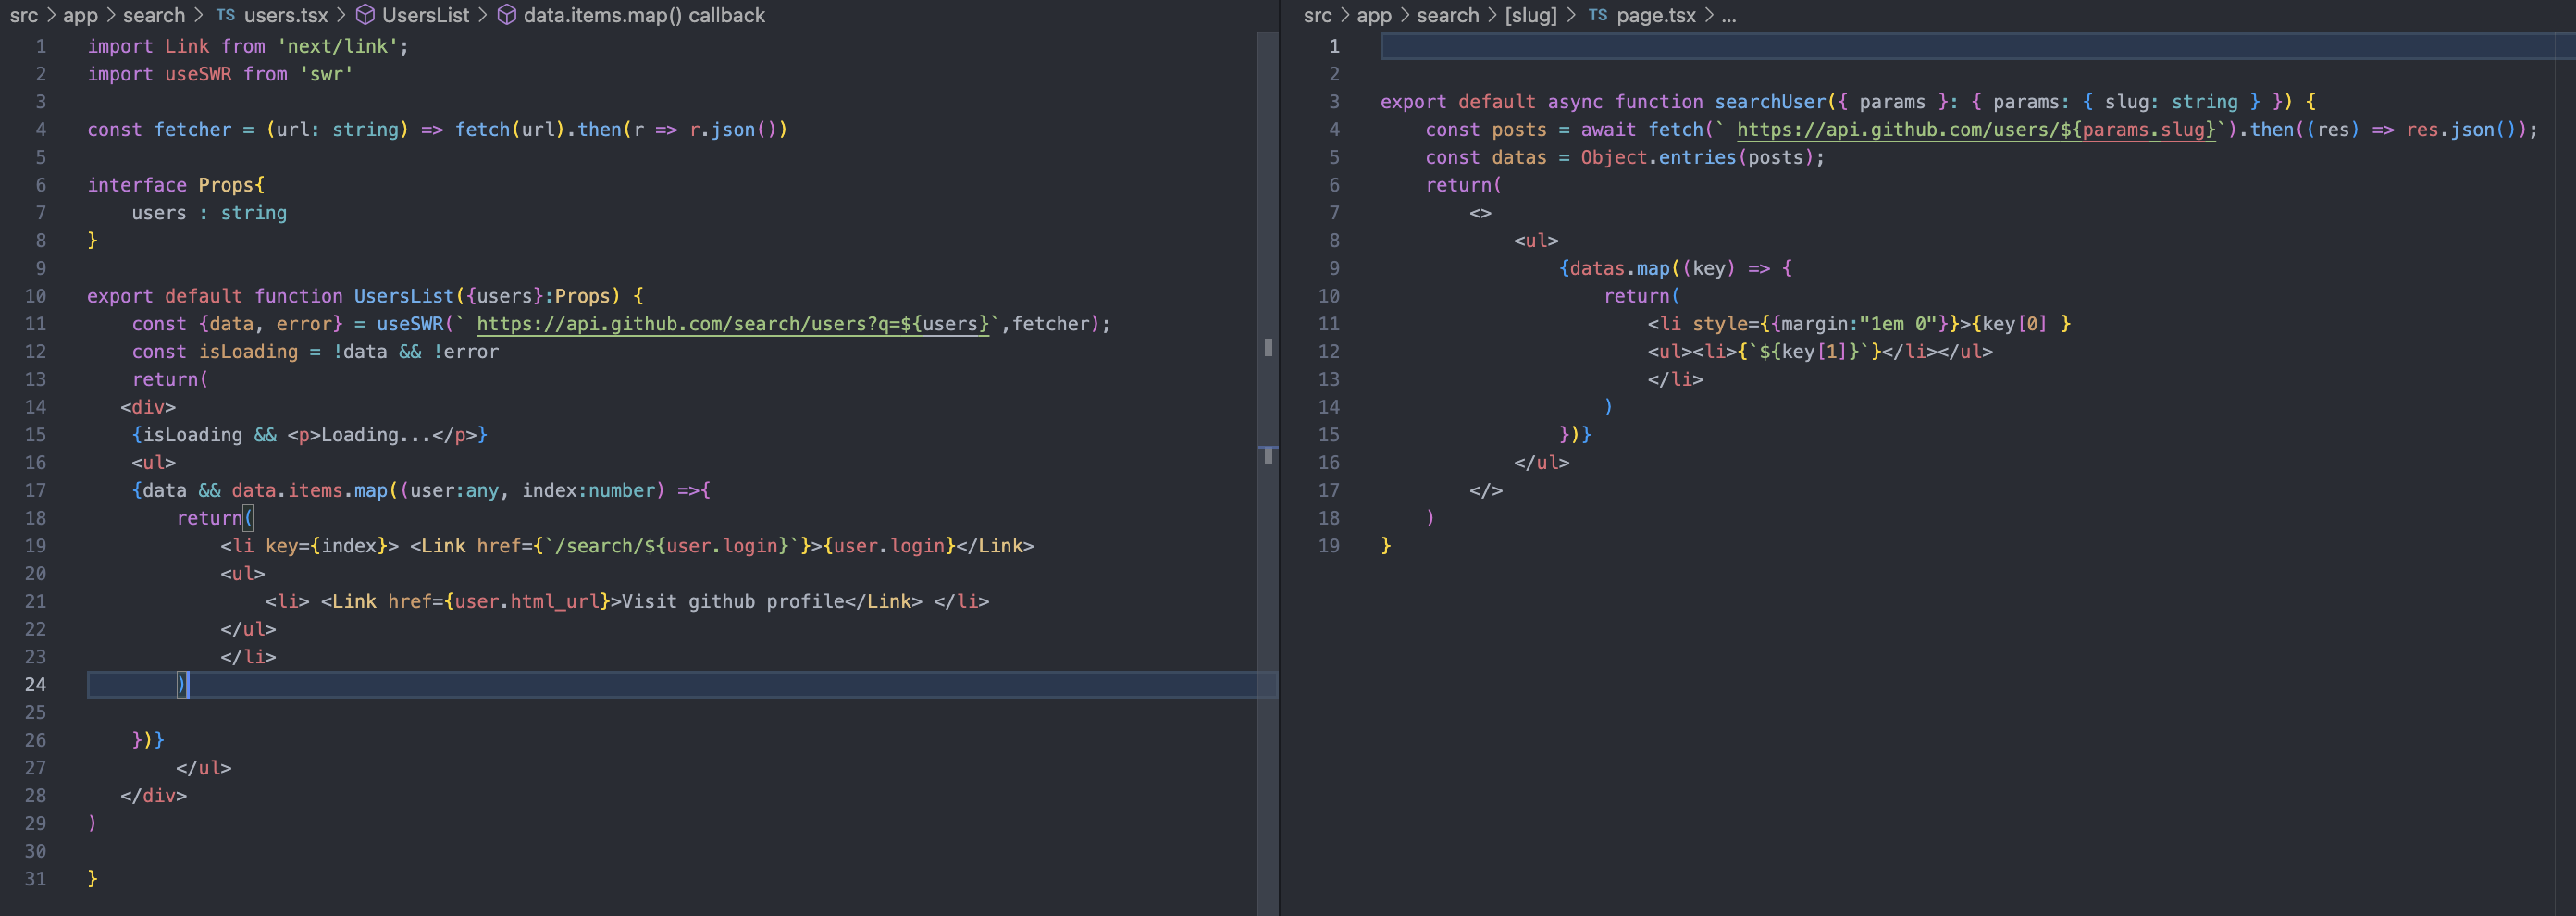 src > app > search > TS users.tsx > UsersList > data.items.map() callback
1 import Link from 'next/link';
2 import useSWR from 'swr'
3
4 const fetcher = (url: string) => fetch(url).then(r => r.json())
5
6 interface Props{
7     users : string
8 }
9
10 export default function UsersList({users}:Props) {
11     const {data, error} = useSWR(` https://api.github.com/search/users?q=${users}`,fetcher);
12     const isLoading = !data && !error
13     return(
14    <div>
15     {isLoading && <p>Loading...</p>}
16     <ul>
17     {data && data.items.map((user:any, index:number) =>{
18         return(
19             <li key={index}> <Link href={`/search/${user.login}`}>{user.login}</Link>
20             <ul>
21                 <li> <Link href={user.html_url}>Visit github profile</Link> </li>
22             </ul>
23             </li>
24         )
25
26     })}
27         </ul>
28    </div>
29 )
30
31 }
src > app > search > [slug] > TS page.tsx > ...
1
2
3 export default async function searchUser({ params }: { params: { slug: string } }) {
4     const posts = await fetch(` https://api.github.com/users/${params.slug}`).then((res) => res.json());
5     const datas = Object.entries(posts);
6     return(
7         <>
8             <ul>
9                 {datas.map((key) => {
10                     return(
11                         <li style={{margin:"1em 0"}}>{key[0] }
12                         <ul><li>{`${key[1]}`}</li></ul>
13                         </li>
14                     )
15                 })}
16             </ul>
17         </>
18     )
19 }